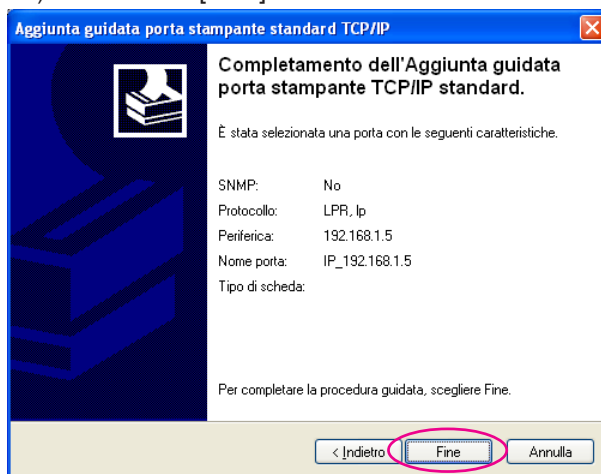 Aggiunta guidata porta stampante standard TCP/IP
Completamento dell'Aggiunta guidata
porta stampante TCP/IP standard.
È stata selezionata una porta con le seguenti caratteristiche.
SNMP: No
Protocollo: LPR, lp
Periferica: 192.168.1.5
Nome porta: IP_192.168.1.5
Tipo di scheda:
Per completare la procedura guidata, scegliere Fine.
< Indietro Fine Annulla